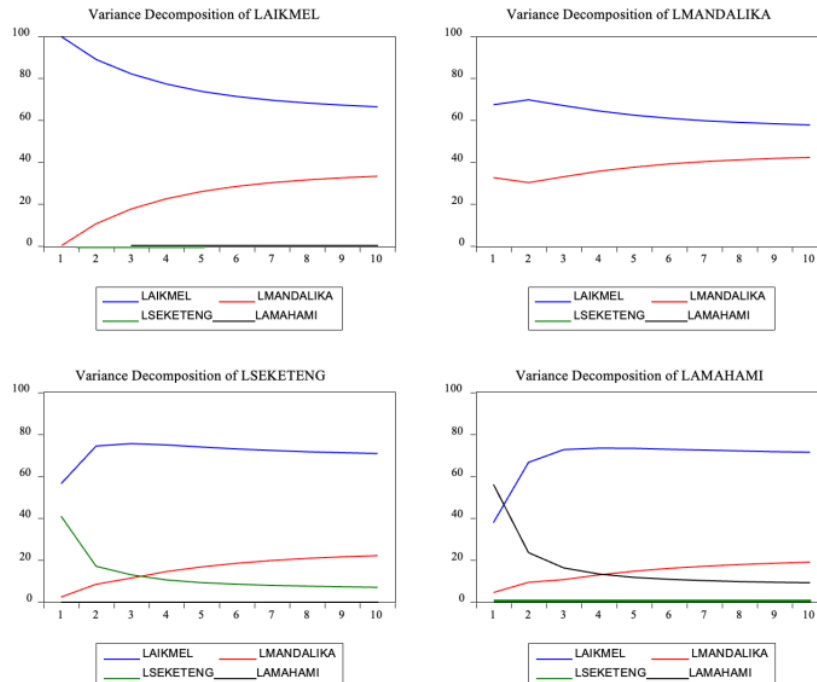 Variance Decomposition of LAIKMEL
100
80
60
40
20
0
1 2 3 4 5 6 7 8 9 10
LAIKMEL LMANDALIKA
LSEKETENG LAMAHAMI
Variance Decomposition of LMANDALIKA
100
80
60
40
20
0
1 2 3 4 5 6 7 8 9 10
LAIKMEL LMANDALIKA
LSEKETENG LAMAHAMI
Variance Decomposition of LSEKETENG
100
80
60
40
20
0
1 2 3 4 5 6 7 8 9 10
LAIKMEL LMANDALIKA
LSEKETENG LAMAHAMI
Variance Decomposition of LAMAHAMI
100
80
60
40
20
0
1 2 3 4 5 6 7 8 9 10
LAIKMEL LMANDALIKA
LSEKETENG LAMAHAMI